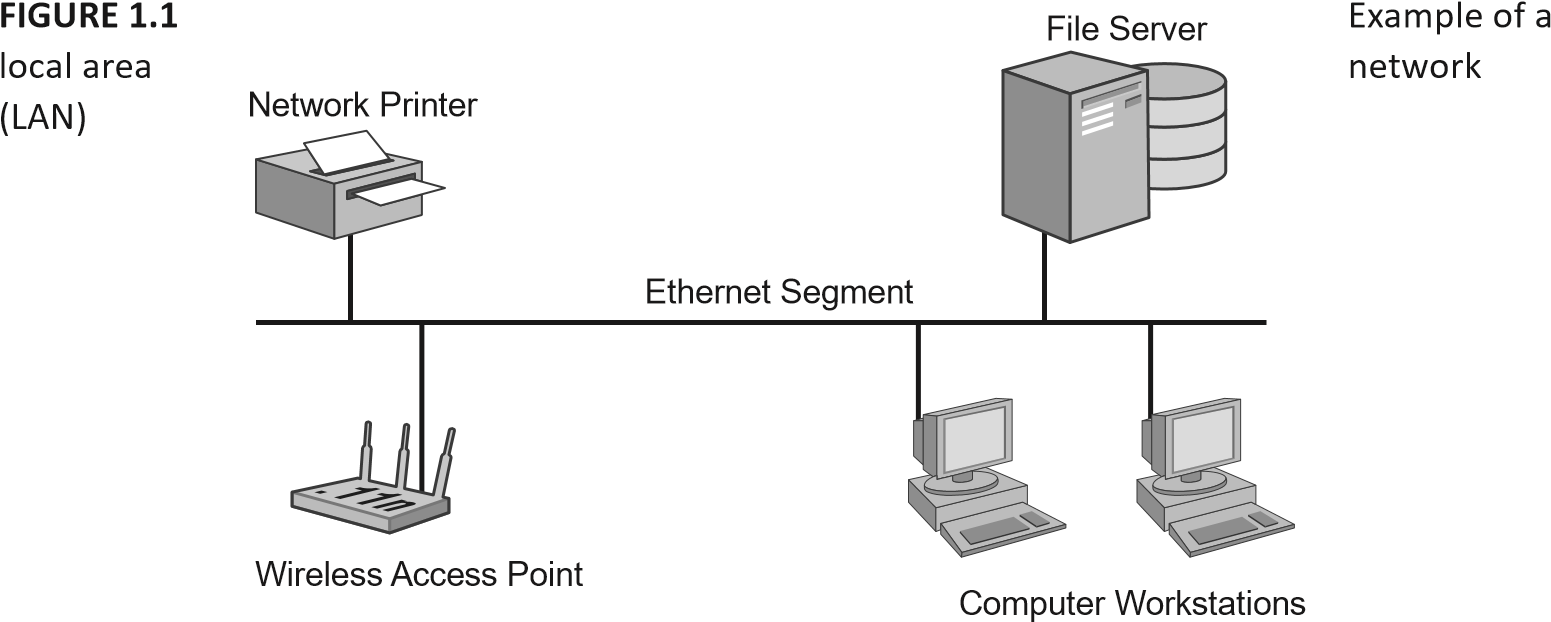 FIGURE 1.1 Example of a
local area network
(LAN)
File Server
Network Printer
Ethernet Segment
11n
Wireless Access Point
Computer Workstations